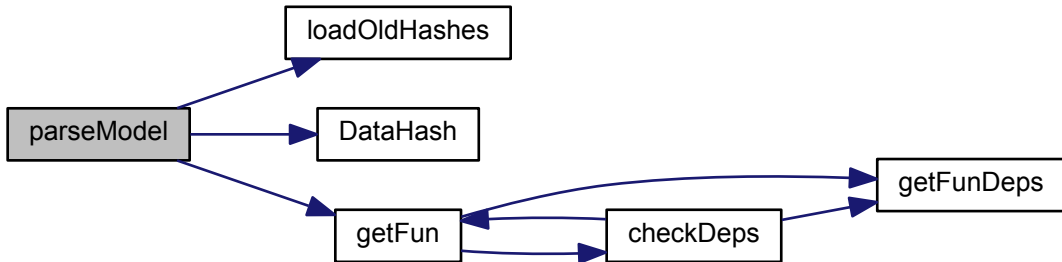 loadOldHashes
parseModel
DataHash
getFunDeps
getFun
checkDeps